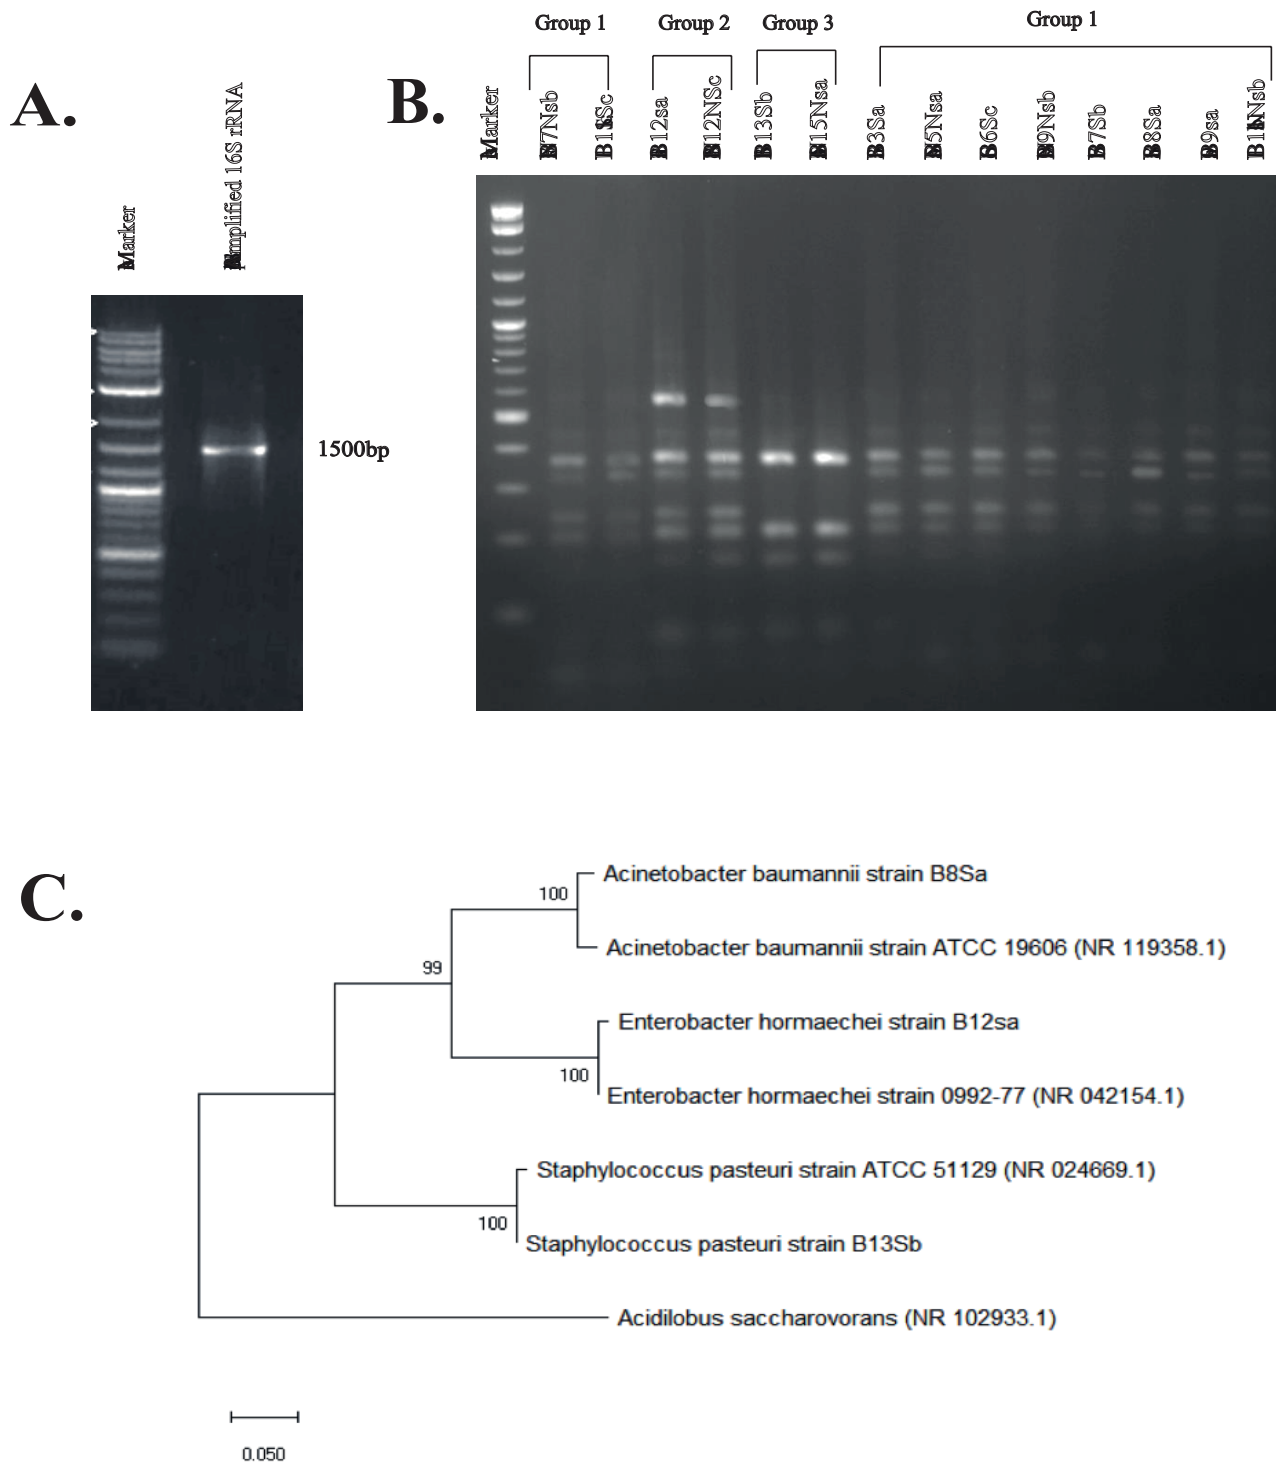 Group 1
Group 2
Group 3
Group 1
A.
B.
Marker
Amplified 16S rRNA
Marker
B7Nsb
B12sa
B12NSc
B13Sb
B15Nsa
B3Sa
B5Nsa
B6Sc
B9Nsb
B7Sb
B8Sa
B9sa
1500bp
C.
Acinetobacter baumannii strain B8Sa
100
Acinetobacter baumannii strain ATCC 19606 (NR 119358.1)
99
Enterobacter hormaechei strain B12sa
100
Enterobacter hormaechei strain 0992-77 (NR 042154.1)
Staphylococcus pasteuri strain ATCC 51129 (NR 024669.1)
100
Staphylococcus pasteuri strain B13Sb
Acidilobus saccharovorans (NR 102933.1)
0.050